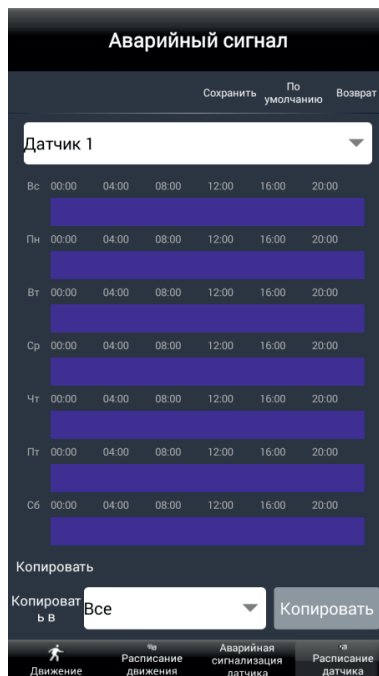 Аварийный сигнал
Сохранить По умолчанию Возврат
Датчик 1
Вс 00:00 04:00 08:00 12:00 16:00 20:00
Пн 00:00 04:00 08:00 12:00 16:00 20:00
Вт 00:00 04:00 08:00 12:00 16:00 20:00
Ср 00:00 04:00 08:00 12:00 16:00 20:00
Чт 00:00 04:00 08:00 12:00 16:00 20:00
Пт 00:00 04:00 08:00 12:00 16:00 20:00
Сб 00:00 04:00 08:00 12:00 16:00 20:00
Копировать
Копироват
ь в
Все
Копировать
Движение
Расписание
движения
Аварийная
сигнализация
датчика
Расписание
датчика